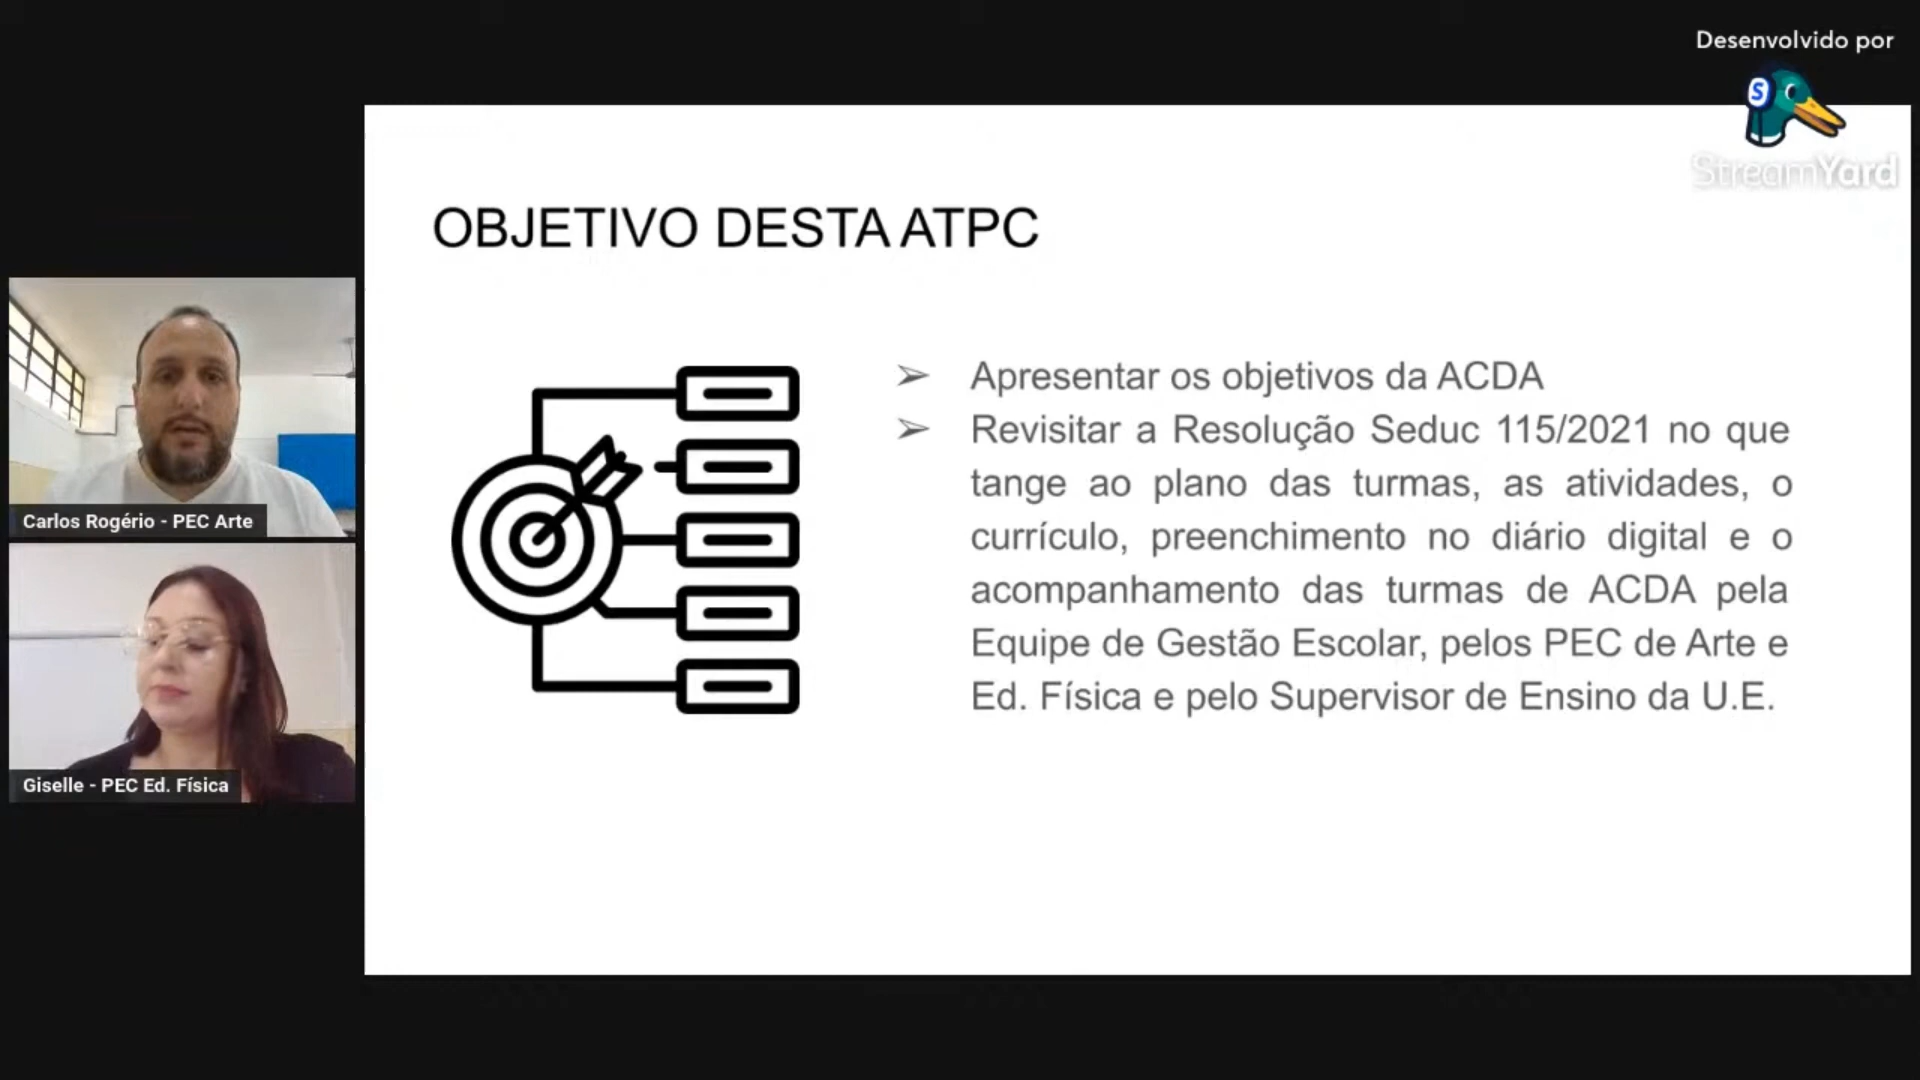 Desenvolvido por
StreamYard
OBJETIVO DESTA ATPC
➢ Apresentar os objetivos da ACDA
➢ Revisitar a Resolução Seduc 115/2021 no que
tange ao plano das turmas, as atividades, o
currículo, preenchimento no diário digital e o
acompanhamento das turmas de ACDA pela
Equipe de Gestão Escolar, pelos PEC de Arte e
Ed. Física e pelo Supervisor de Ensino da U.E.
Carlos Rogério - PEC Arte
Giselle - PEC Ed. Física